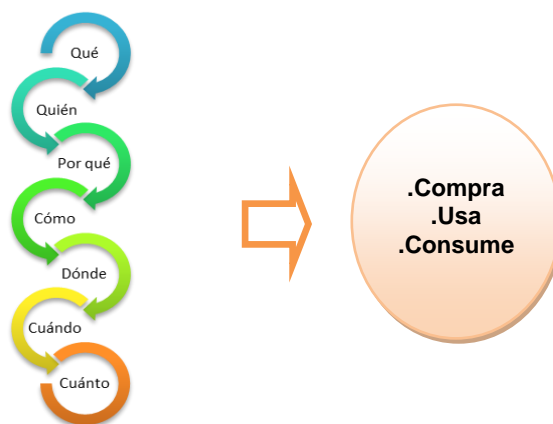 Qué
Quién
Por qué
Cómo
Dónde
Cuándo
Cuánto
.Compra
.Usa
.Consume